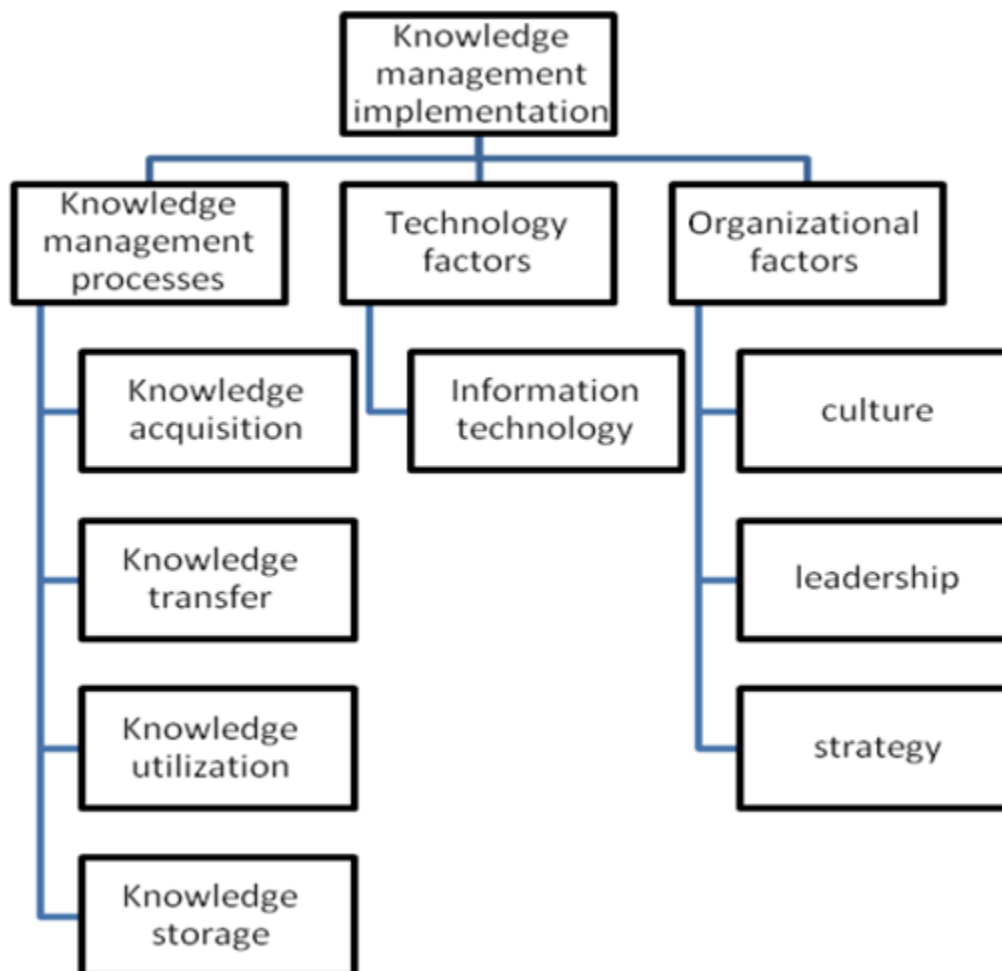 Knowledge
management
implementation
Knowledge
management
processes
Technology
factors
Organizational
factors
Knowledge
acquisition
Information
technology
culture
Knowledge
transfer
leadership
Knowledge
utilization
strategy
Knowledge
storage